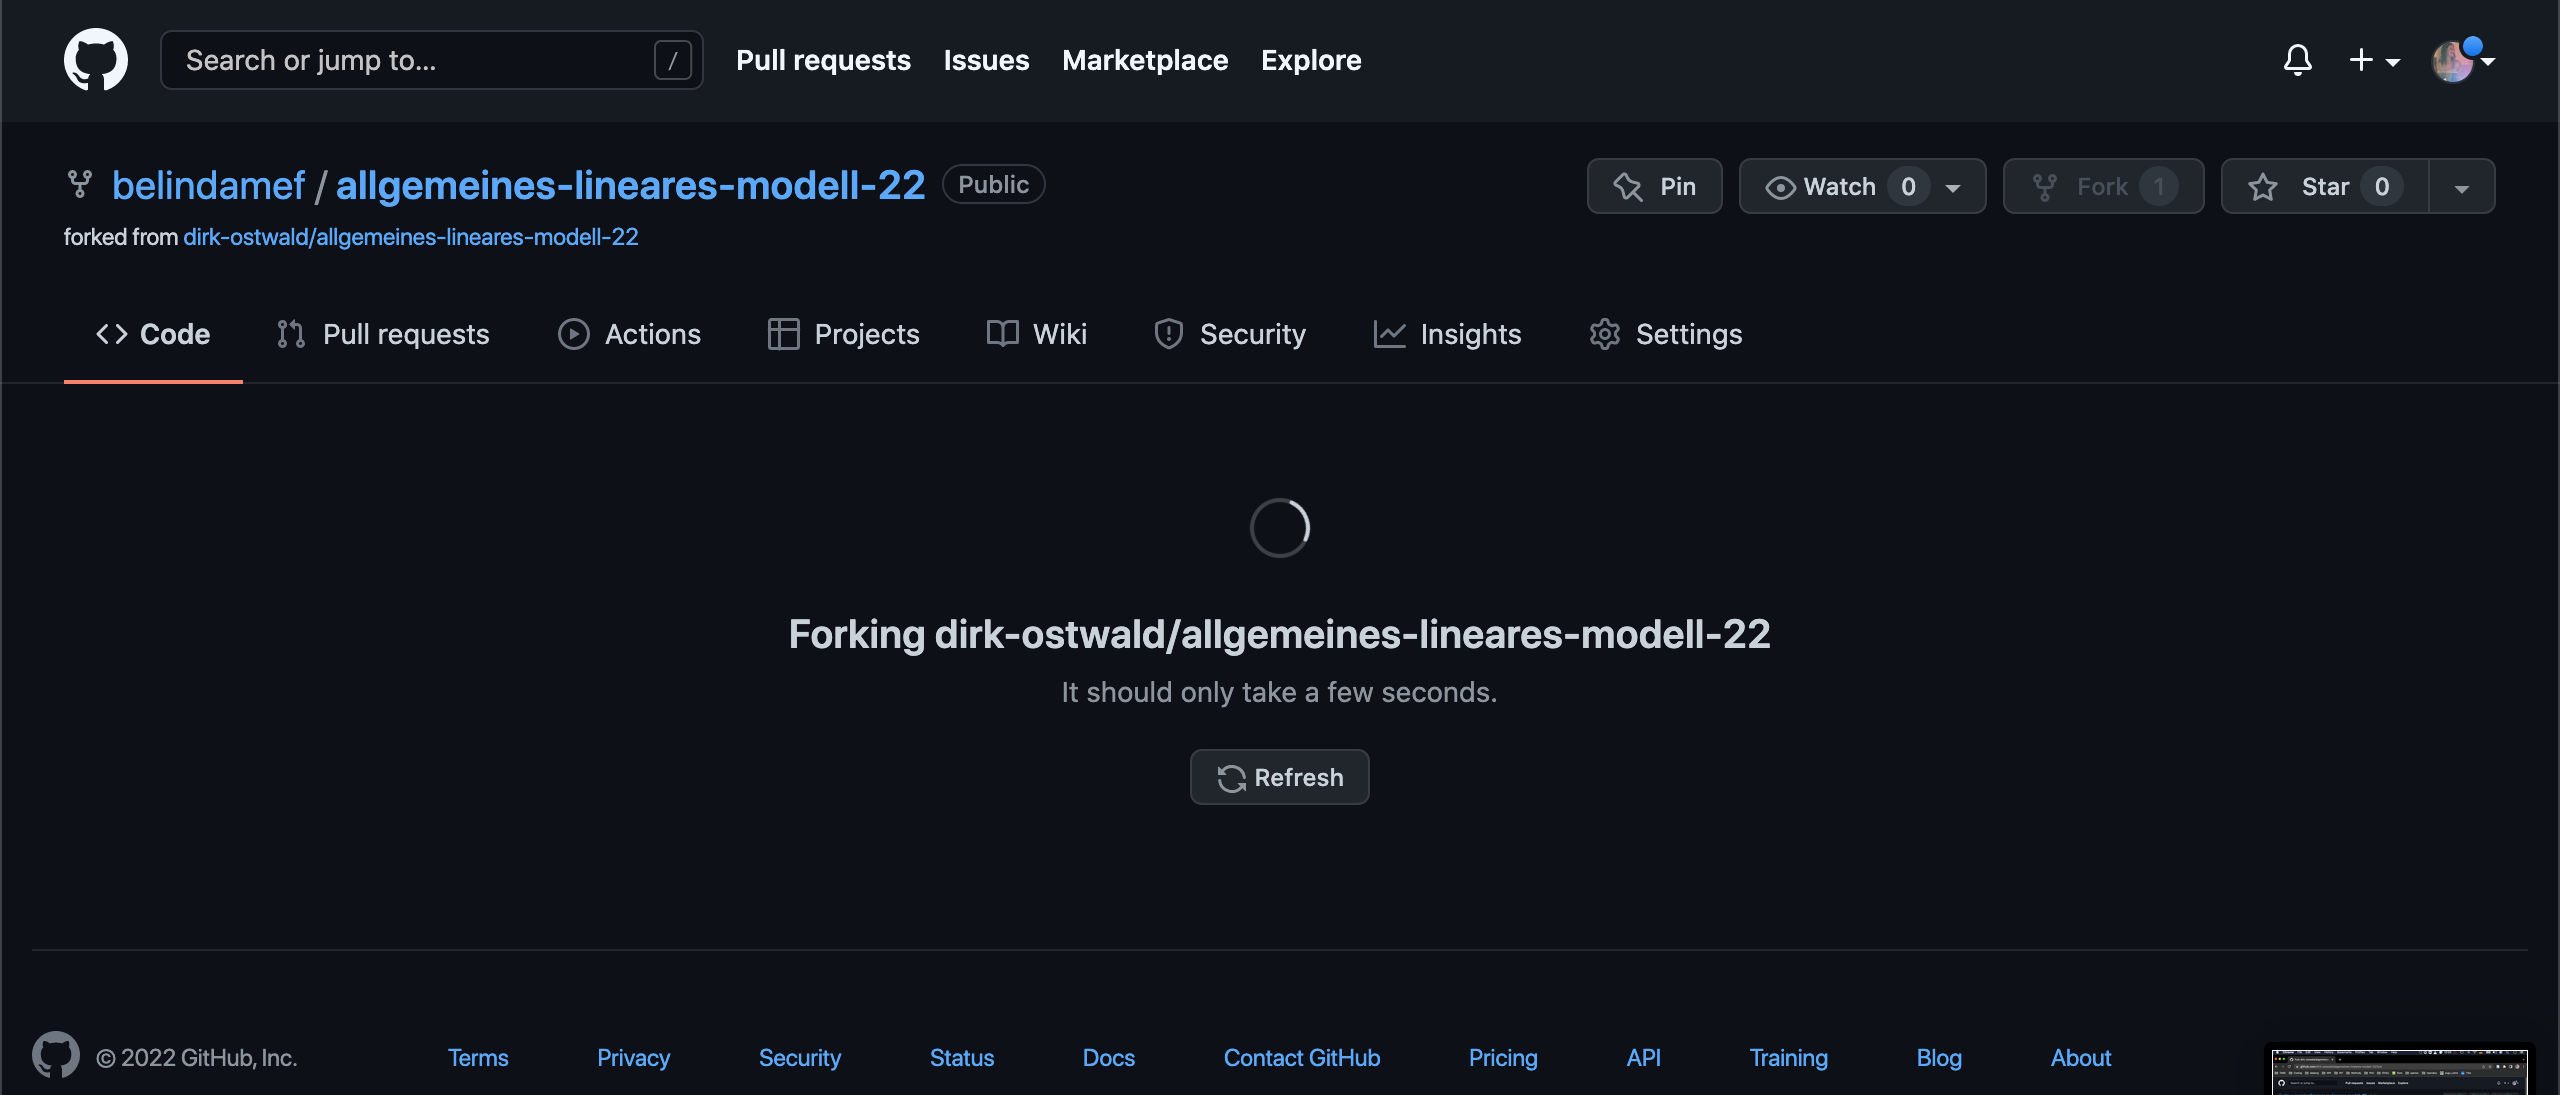 Search or jump to... / Pull requests Issues Marketplace Explore
belindamef / allgemeines-lineares-modell-22 Public Pin Watch 0 Fork 1 Star 0
forked from dirk-ostwald/allgemeines-lineares-modell-22
Code Pull requests Actions Projects Wiki Security Insights Settings
Forking dirk-ostwald/allgemeines-lineares-modell-22
It should only take a few seconds.
Refresh
© 2022 GitHub, Inc. Terms Privacy Security Status Docs Contact GitHub Pricing API Training Blog About